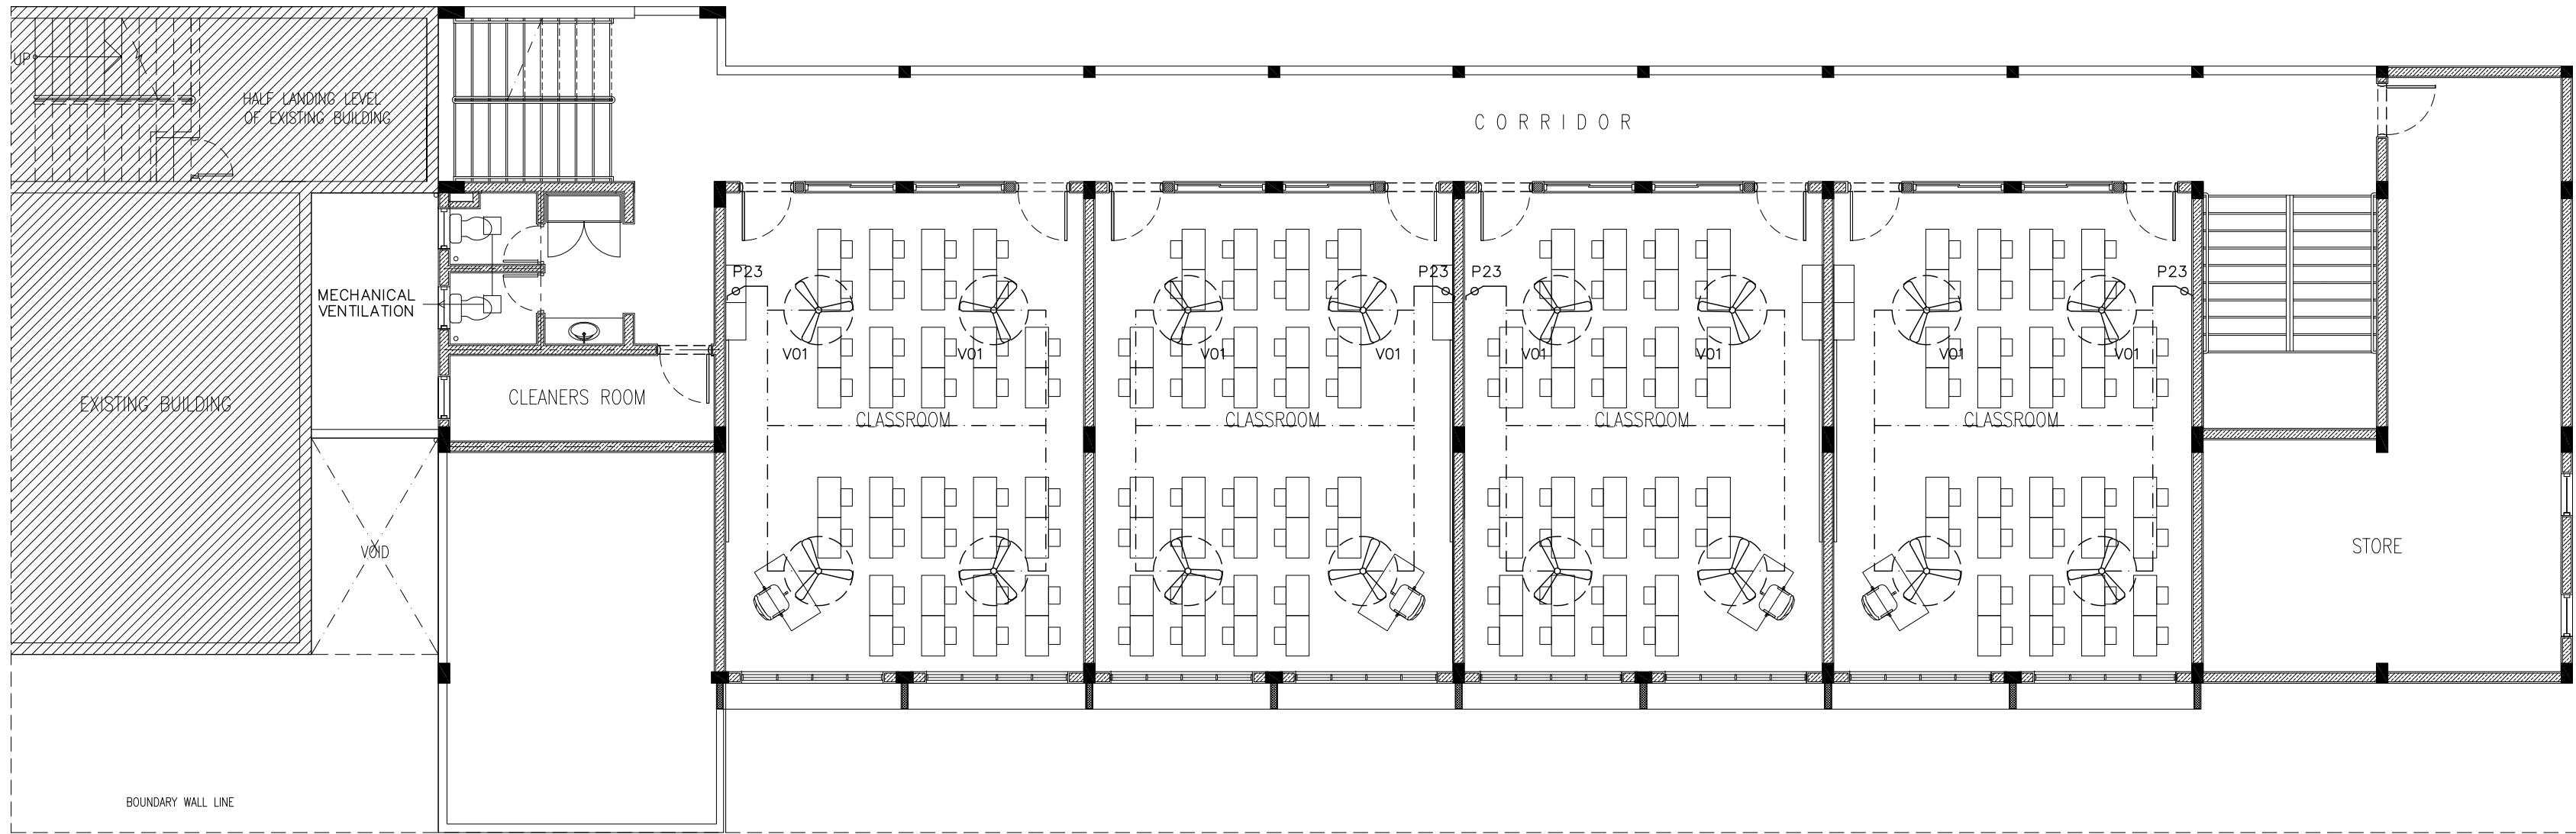 UP
HALF LANDING LEVEL
OF EXISTING BUILDING
CORRIDOR
P23
P23
P23
P23
MECHANICAL
VENTILATION
V01
V01
V01
V01
V01
V01
V01
V01
EXISTING BUILDING
CLEANERS ROOM
CLASSROOM
CLASSROOM
CLASSROOM
CLASSROOM
VOID
STORE
BOUNDARY WALL LINE